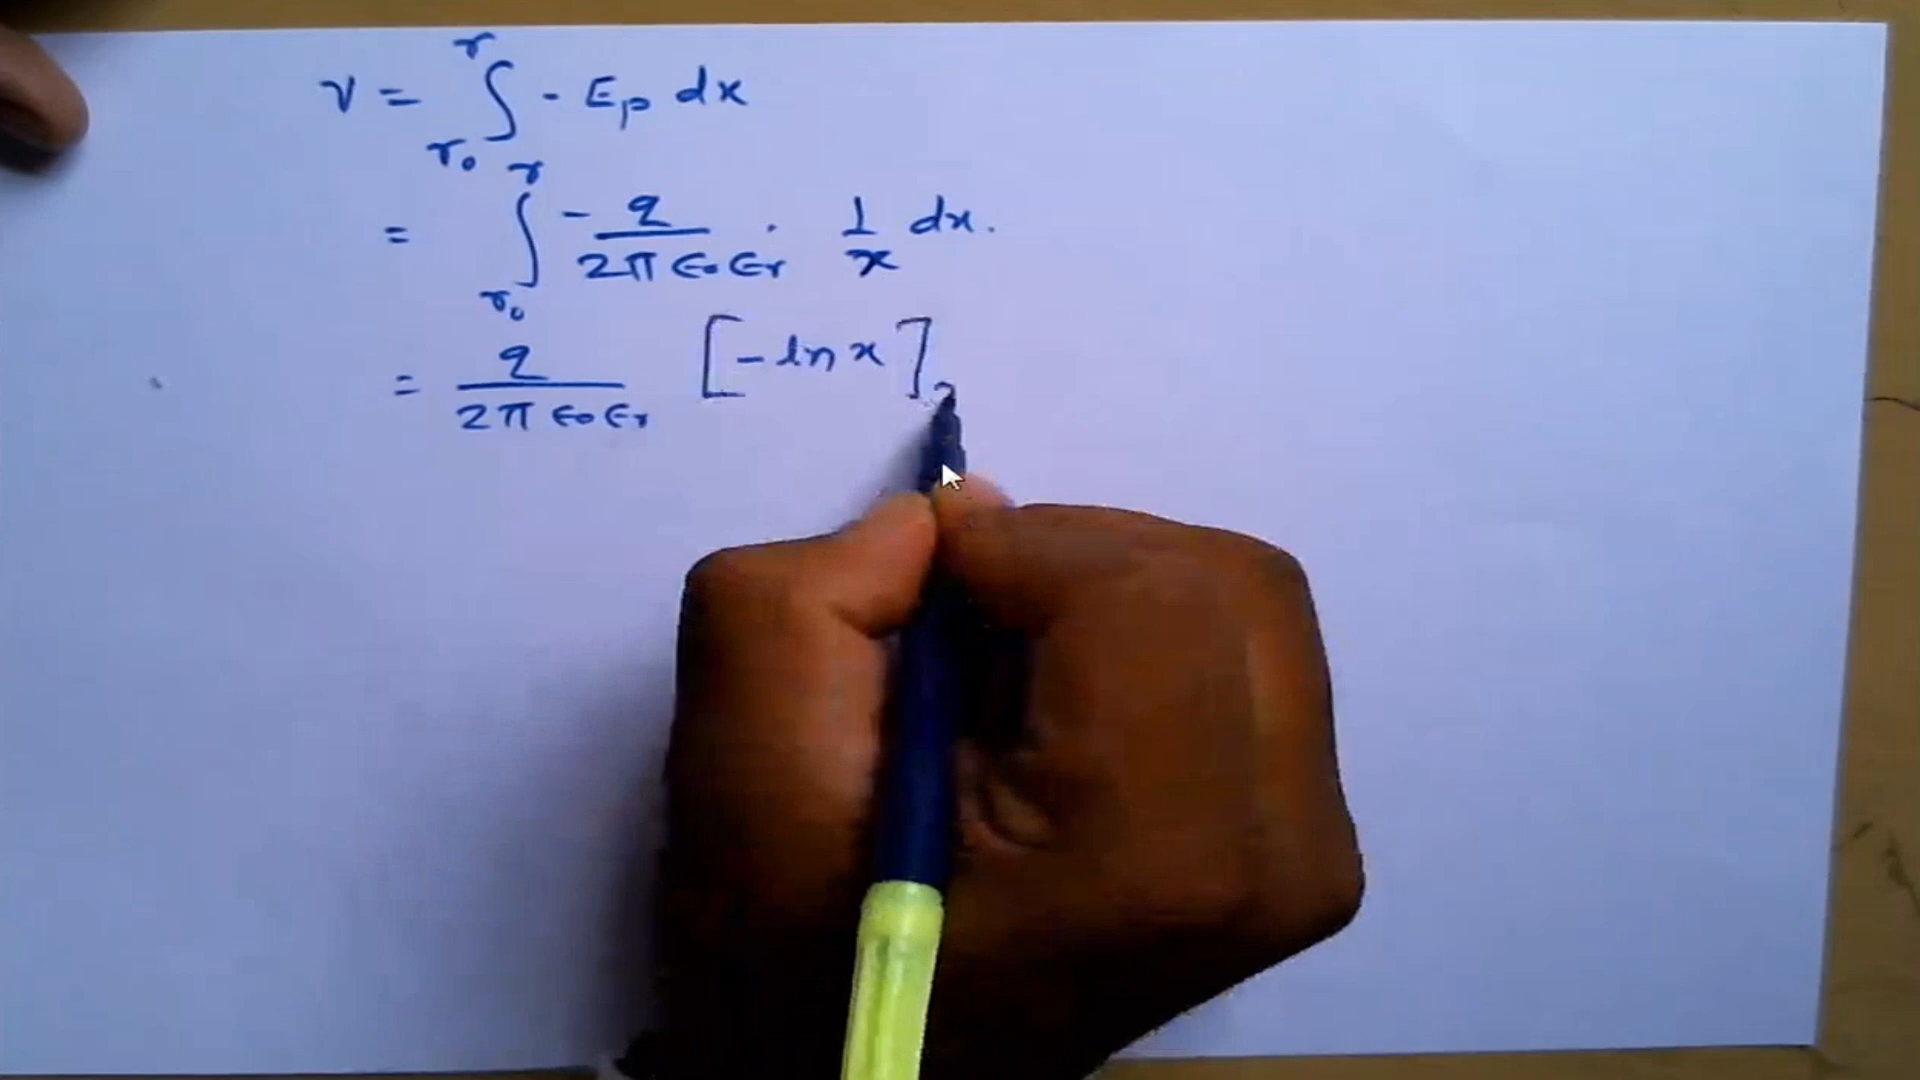 V = ∫_{r₀}^{r} - E_p dx
= ∫_{r₀}^{r} - q/(2π ϵ₀ ϵᵣ) · 1/x dx.
= q/(2π ϵ₀ ϵᵣ) [- ln x]